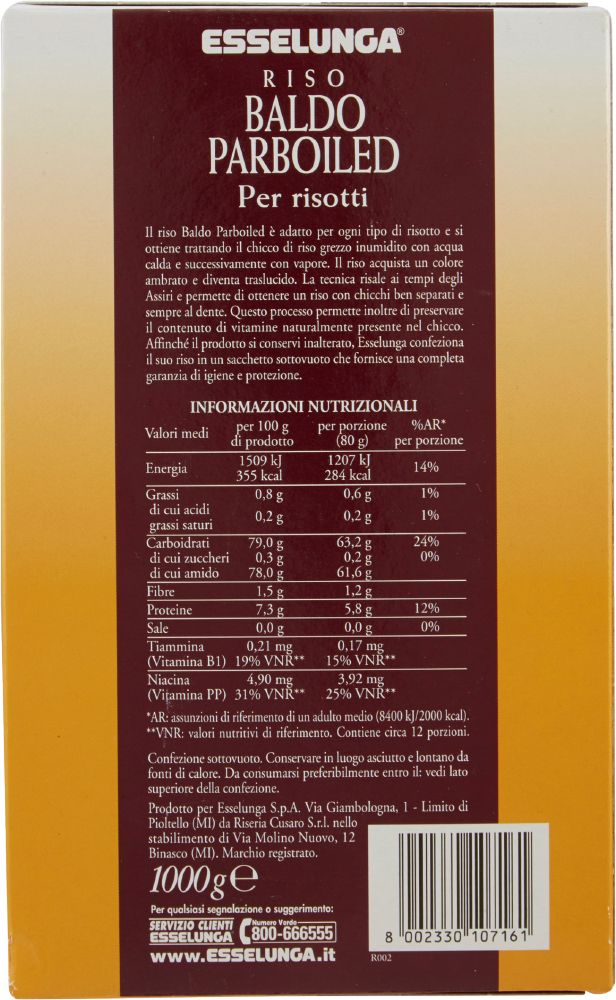 ESSELUNGA®
RISO
BALDO
PARBOILED
Per risotti
Il riso Baldo Parboiled è adatto per ogni tipo di risotto e si
ottiene trattando il chicco di riso grezzo inumidito con acqua
calda e successivamente con vapore. Il riso acquista un colore
ambrato e diventa traslucido. La tecnica risale ai tempi degli
Assiri e permette di ottenere un riso con chicchi ben separati e
sempre al dente. Questo processo permette inoltre di preservare
il contenuto di vitamine naturalmente presente nel chicco.
Affinché il prodotto si conservi inalterato, Esselunga confeziona
il suo riso in un sacchetto sottovuoto che fornisce una completa
garanzia di igiene e protezione.
INFORMAZIONI NUTRIZIONALI
Valori medi per 100 g di prodotto per porzione (80 g) %AR* per porzione
Energia 1509 kJ 355 kcal 1207 kJ 284 kcal 14%
Grassi 0,8 g 0,6 g 1%
di cui acidi grassi saturi 0,2 g 0,2 g 1%
Carboidrati 79,0 g 63,2 g 24%
di cui zuccheri 0,3 g 0,2 g 0%
di cui amido 78,0 g 61,6 g
Fibre 1,5 g 1,2 g
Proteine 7,3 g 5,8 g 12%
Sale 0,0 g 0,0 g 0%
Tiammina 0,21 mg 0,17 mg
(Vitamina B1) 19% VNR** 15% VNR**
Niacina 4,90 mg 3,92 mg
(Vitamina PP) 31% VNR** 25% VNR**
*AR: assunzioni di riferimento di un adulto medio (8400 kJ/2000 kcal).
**VNR: valori nutritivi di riferimento. Contiene circa 12 porzioni.
Confezione sottovuoto. Conservare in luogo asciutto e lontano da
fonti di calore. Da consumarsi preferibilmente entro il: vedi lato
superiore della confezione.
Prodotto per Esselunga S.p.A. Via Giambologna, 1 - Limito di
Pioltello (MI) da Riseria Cusaro S.r.l. nello
stabilimento di Via Molino Nuovo, 12
Binasco (MI). Marchio registrato.
1000 g e
Per qualsiasi segnalazione o suggerimento:
SERVIZIO CLIENTI
ESSELUNGA
Numero Verde
800-666555
www.ESSELUNGA.it
R002
8 002330 107161